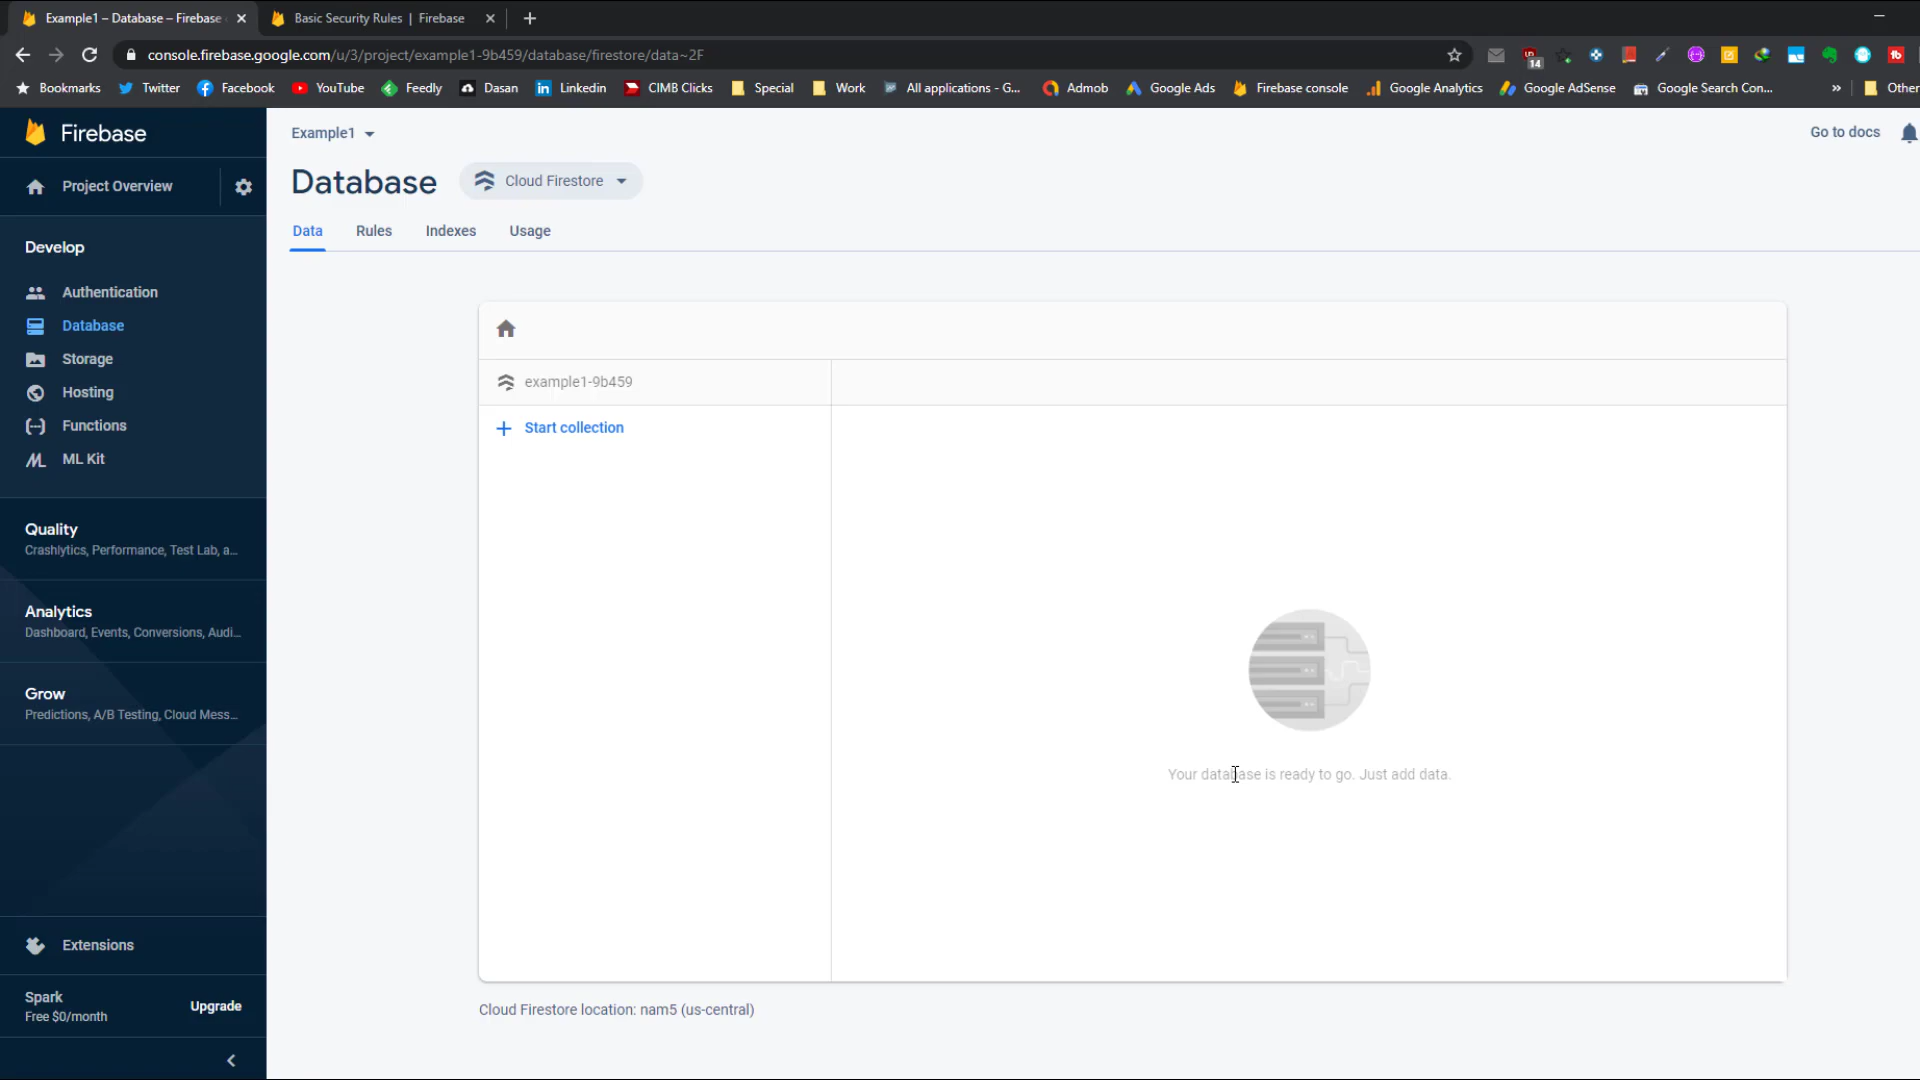 Example1 – Database – Firebase
Basic Security Rules | Firebase
console.firebase.google.com/u/3/project/example1-9b459/database/firestore/data~2F
14
Bookmarks
Twitter
Facebook
YouTube
Feedly
Dasan
Linkedin
CIMB Clicks
Special
Work
All applications - G...
Admob
Google Ads
Firebase console
Google Analytics
Google AdSense
Google Search Con...
»
Other
Firebase
Example1
Go to docs
Project Overview
Database
Cloud Firestore
Data
Rules
Indexes
Usage
Develop
Authentication
Database
Storage
Hosting
Functions
ML Kit
example1-9b459
Start collection
Quality
Crashlytics, Performance, Test Lab, a...
Analytics
Dashboard, Events, Conversions, Audi...
Grow
Predictions, A/B Testing, Cloud Mess...
Your database is ready to go. Just add data.
Extensions
Spark
Free $0/month
Upgrade
Cloud Firestore location: nam5 (us-central)